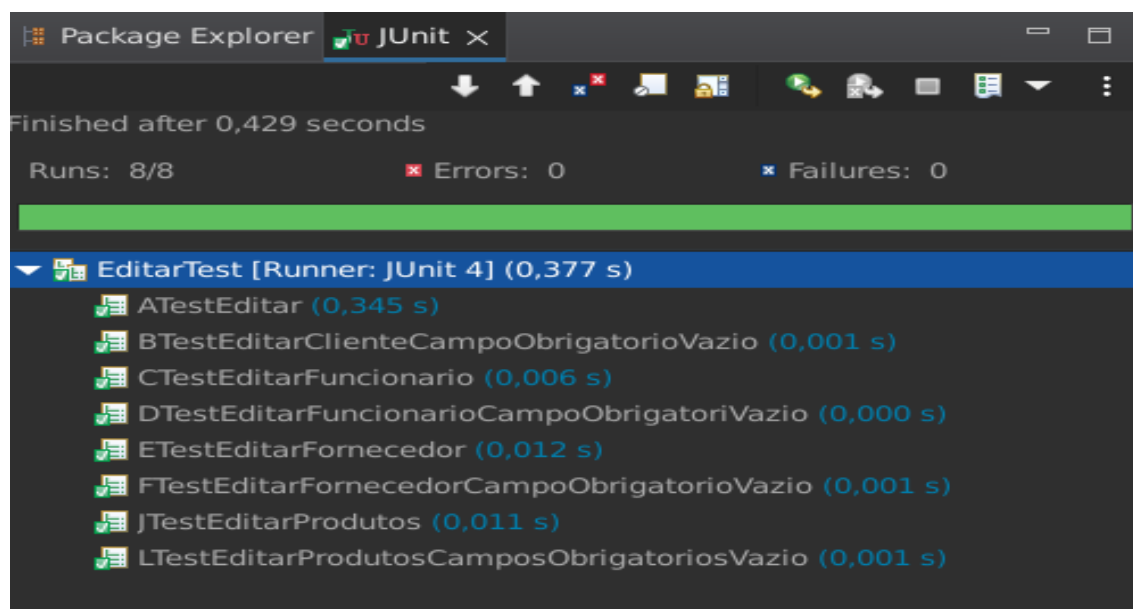 Package Explorer JUnit
Finished after 0,429 seconds
Runs: 8/8 Errors: 0 Failures: 0
EditarTest [Runner: JUnit 4] (0,377 s)
ATestEditar (0,345 s)
BTestEditarClienteCampoObrigatorioVazio (0,001 s)
CTestEditarFuncionario (0,006 s)
DTestEditarFuncionarioCampoObrigatoriVazio (0,000 s)
ETestEditarFornecedor (0,012 s)
FTestEditarFornecedorCampoObrigatorioVazio (0,001 s)
JTestEditarProdutos (0,011 s)
LTestEditarProdutosCamposObrigatoriosVazio (0,001 s)